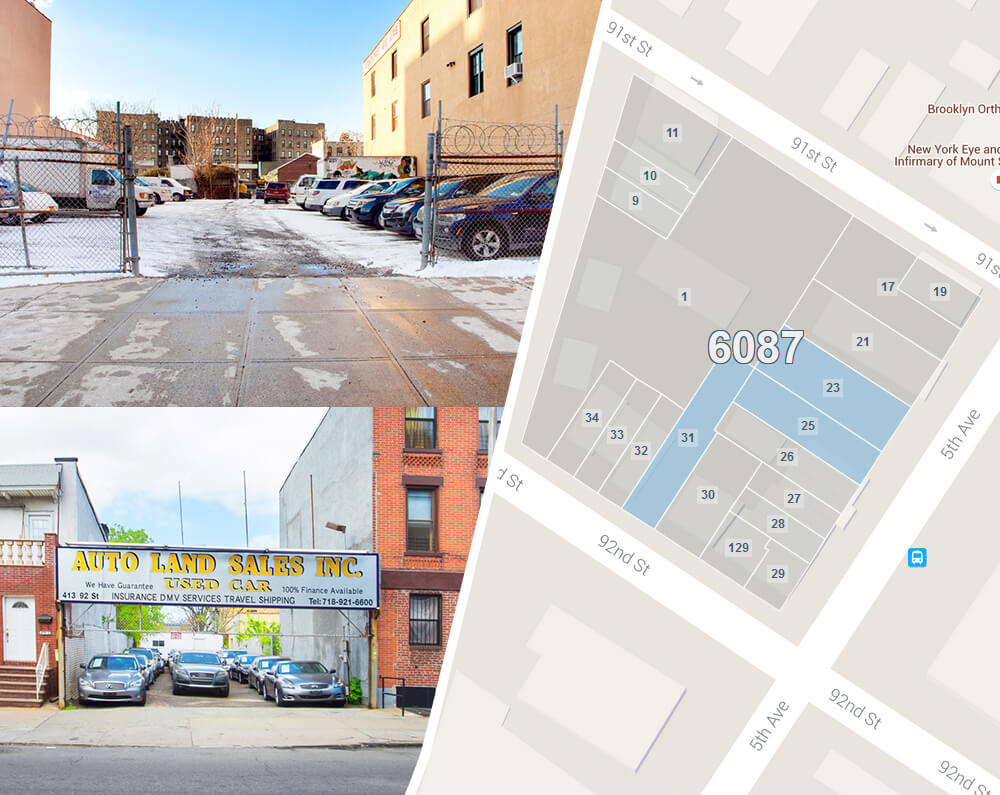 AUTO LAND SALES INC.
We Have Guarantee USED CAR 100% Finance Available
413 92 St INSURANCE DMV SERVICES TRAVEL SHIPPING Tel:718-921-6600
91st St
91st St
91st
Brooklyn Orth
New York Eye and
Infirmary of Mount S
11
10
9
1
17
19
21
6087
23
25
26
27
28
29
129
30
31
32
33
34
d St
92nd St
92nd St
92nd
5th Ave
5th Ave